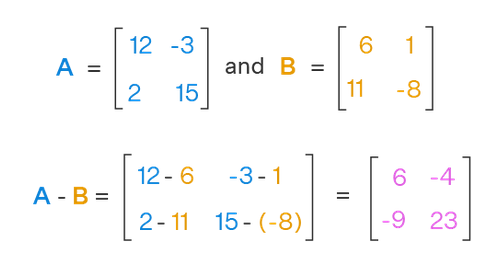 A = [ 12 -3 ] and B = [ 6 1 ]
[ 2 15 ] [ 11 -8 ]
A - B = [ 12 - 6 -3 - 1 ] = [ 6 -4 ]
[ 2 - 11 15 - (-8) ] [ -9 23 ]